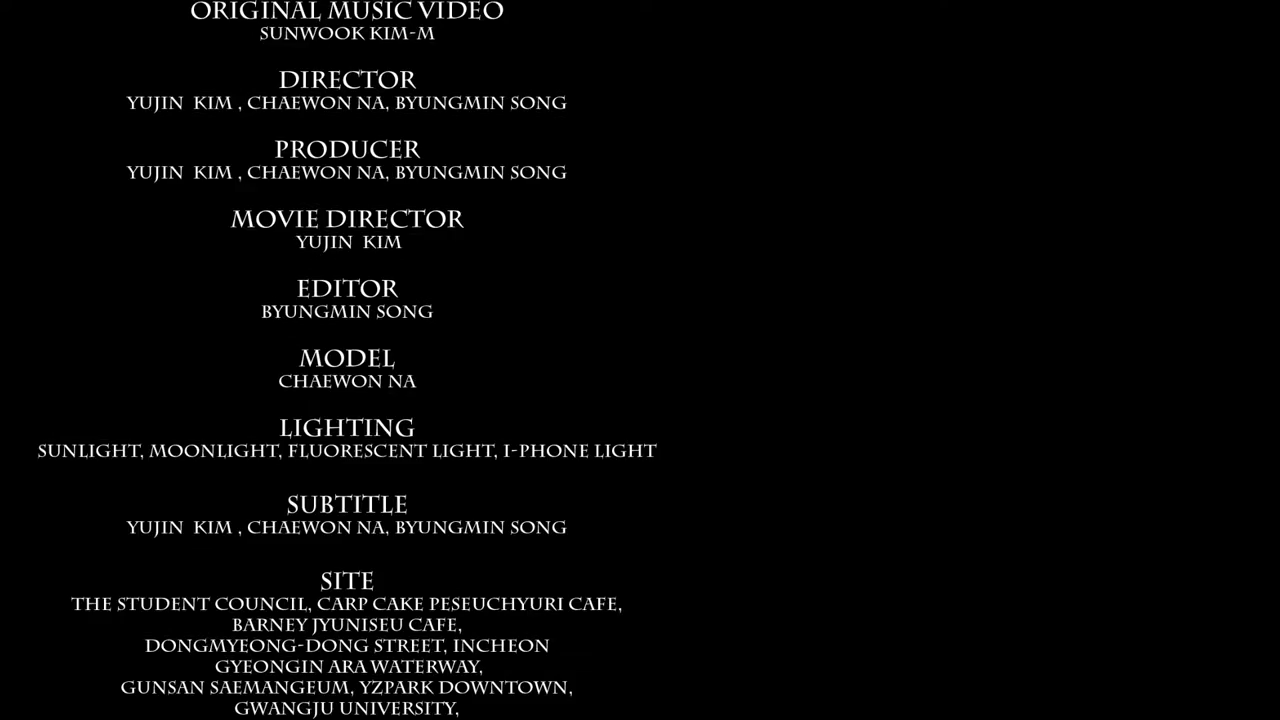 ORIGINAL MUSIC VIDEO
SUNWOOK KIM-M
DIRECTOR
YUJIN KIM , CHAEWON NA, BYUNGMIN SONG
PRODUCER
YUJIN KIM , CHAEWON NA, BYUNGMIN SONG
MOVIE DIRECTOR
YUJIN KIM
EDITOR
BYUNGMIN SONG
MODEL
CHAEWON NA
LIGHTING
SUNLIGHT, MOONLIGHT, FLUORESCENT LIGHT, I-PHONE LIGHT
SUBTITLE
YUJIN KIM , CHAEWON NA, BYUNGMIN SONG
SITE
THE STUDENT COUNCIL, CARP CAKE PESEUCHYURI CAFE,
BARNEY JYUNISEU CAFE,
DONGMYEONG-DONG STREET, INCHEON
GYEONGIN ARA WATERWAY,
GUNSAN SAEMANGEUM, YZPARK DOWNTOWN,
GWANGJU UNIVERSITY,